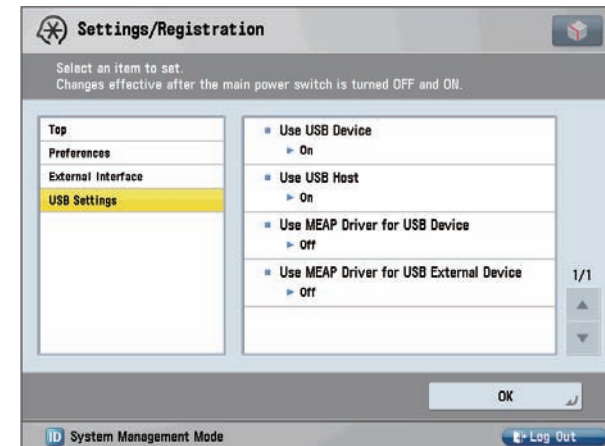 Settings/Registration
Select an item to set.
Changes effective after the main power switch is turned OFF and ON.
Top
Preferences
External Interface
USB Settings
Use USB Device
On
Use USB Host
On
Use MEAP Driver for USB Device
Off
Use MEAP Driver for USB External Device
Off
1/1
OK
ID System Management Mode
Log Out